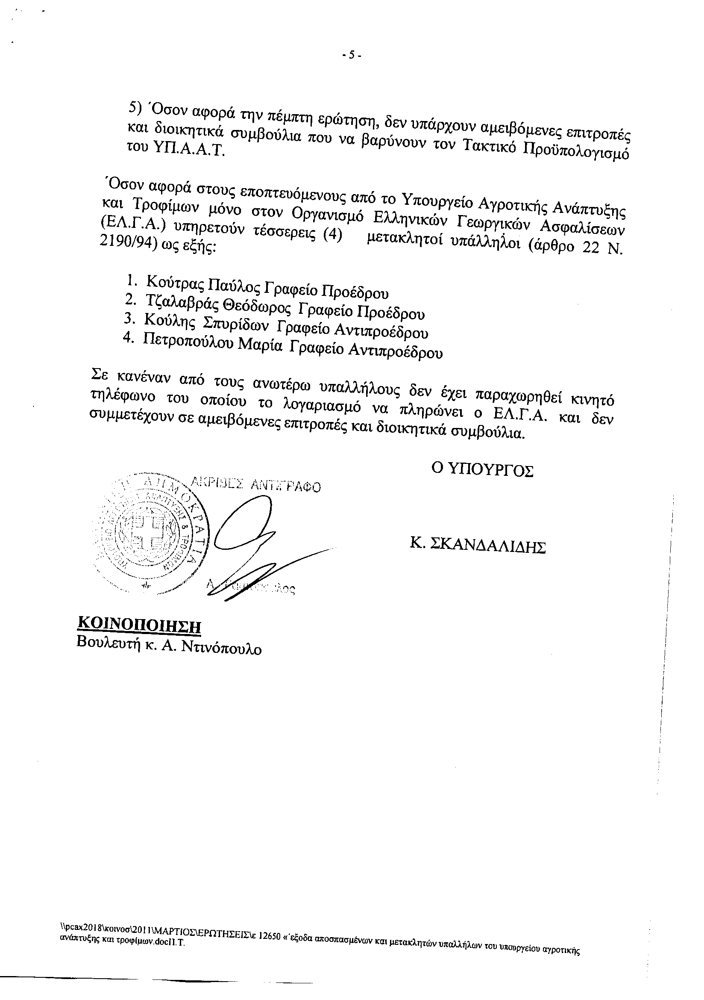 - 5 -
5) Όσον αφορά την πέμπτη ερώτηση, δεν υπάρχουν αμειβόμενες επιτροπές
και διοικητικά συμβούλια που να βαρύνουν τον Τακτικό Προϋπολογισμό
του ΥΠ.Α.Α.Τ.
Όσον αφορά στους εποπτευόμενους από το Υπουργείο Αγροτικής Ανάπτυξης
και Τροφίμων μόνο στον Οργανισμό Ελληνικών Γεωργικών Ασφαλίσεων
(ΕΛ.Γ.Α.) υπηρετούν τέσσερεις (4) μετακλητοί υπάλληλοι (άρθρο 22 Ν.
2190/94) ως εξής:
1. Κούτρας Παύλος Γραφείο Προέδρου
2. Τζαλαβράς Θεόδωρος Γραφείο Προέδρου
3. Κούλης Σπυρίδων Γραφείο Αντιπροέδρου
4. Πετροπούλου Μαρία Γραφείο Αντιπροέδρου
Σε κανέναν από τους ανωτέρω υπαλλήλους δεν έχει παραχωρηθεί κινητό
τηλέφωνο του οποίου το λογαριασμό να πληρώνει ο ΕΛ.Γ.Α. και δεν
συμμετέχουν σε αμειβόμενες επιτροπές και διοικητικά συμβούλια.
Ο ΥΠΟΥΡΓΟΣ
ΑΚΡΙΒΕΣ ΑΝΤΙΓΡΑΦΟ
ΔΗΜΟΚΡΑΤΙΑ
ΑΝΑΠΤΥΞΗΣ & ΤΡΟΦΙΜΩΝ
Κ. ΣΚΑΝΔΑΛΙΔΗΣ
ΚΟΙΝΟΠΟΙΗΣΗ
Βουλευτή κ. Α. Ντινόπουλο
\\pcax2018\κοινοσ\2011\ΜΑΡΤΙΟΣ\ΕΡΩΤΗΣΕΙΣ\ε 12650 «΄εξοδα αποσπασμένων και μετακλητών υπαλλήλων του υπουργείου αγροτικής
ανάπτυξης και τροφίμων.docΠ.Τ.